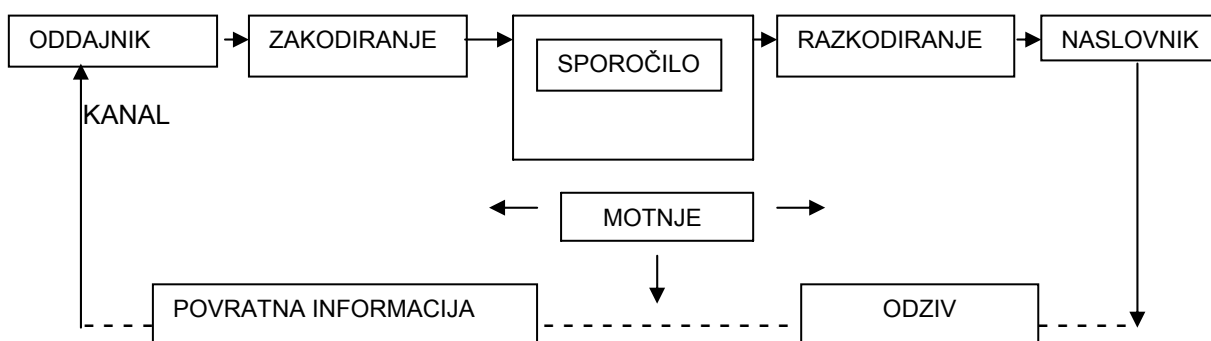 ODDAJNIK
ZAKODIRANJE
SPOROČILO
RAZKODIRANJE
NASLOVNIK
KANAL
MOTNJE
POVRATNA INFORMACIJA
ODZIV